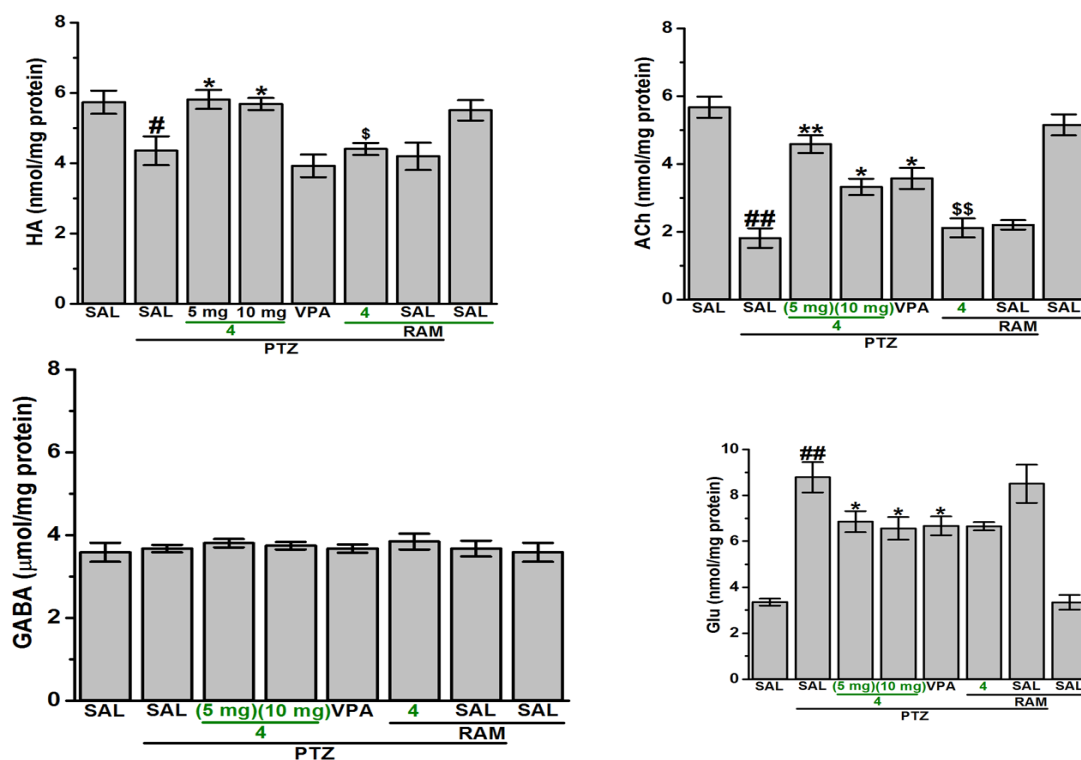 HA (nmol/mg protein)
8
6
4
2
0
#
*
*
$
SAL SAL 5 mg 10 mg VPA 4 SAL SAL
4 RAM
PTZ
ACh (nmol/mg protein)
8
6
4
2
0
##
**
*
*
$$
SAL SAL (5 mg)(10 mg) VPA 4 SAL SAL
4 RAM
PTZ
GABA (µmol/mg protein)
8
6
4
2
0
SAL SAL (5 mg)(10 mg) VPA 4 SAL SAL
4 RAM
PTZ
Glu (nmol/mg protein)
10
8
6
4
2
0
##
*
*
*
SAL SAL (5 mg)(10 mg) VPA 4 SAL SAL
4 RAM
PTZ